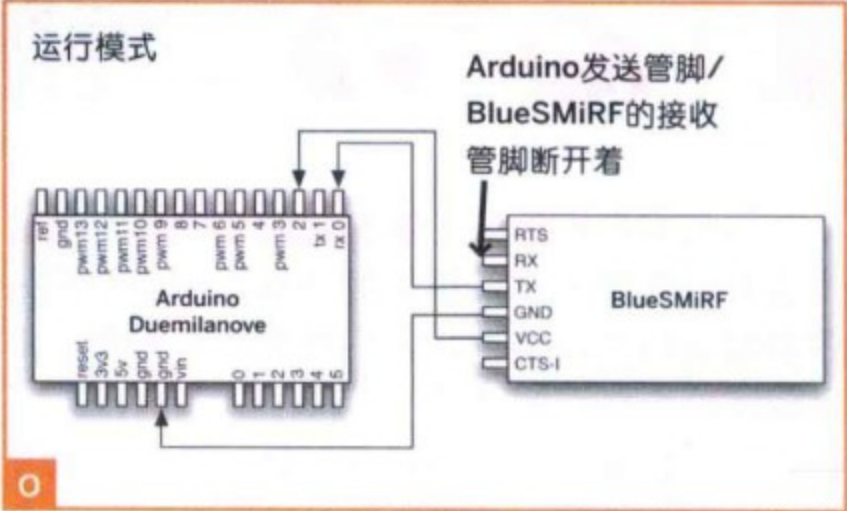 运行模式
Arduino发送管脚/
BlueSMiRF的接收
管脚断开着
ref
gnd
pwm13
pwm12
pwm11
pwm10
pwm 9
8
7
pwm 6
pwm 5
4
pwm 3
2
tx 1
rx 0
Arduino
Duemilanove
reset
3v3
5v
gnd
gnd
vin
0
1
2
3
4
5
RTS
RX
TX
GND
VCC
CTS-I
BlueSMiRF
O